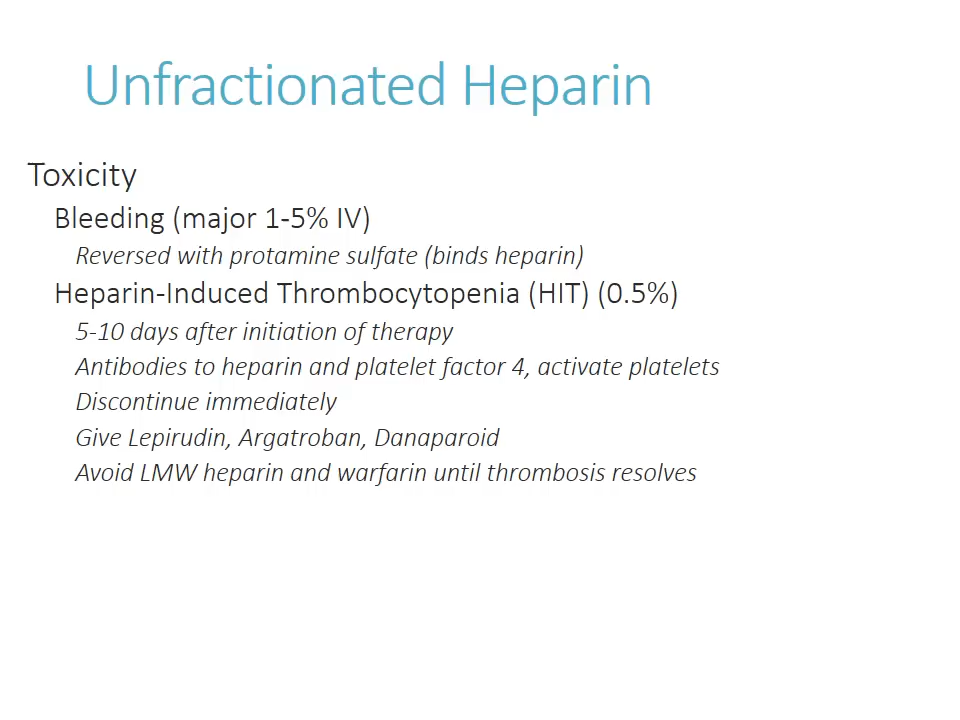 Unfractionated Heparin
Toxicity
Bleeding (major 1-5% IV)
Reversed with protamine sulfate (binds heparin)
Heparin-Induced Thrombocytopenia (HIT) (0.5%)
5-10 days after initiation of therapy
Antibodies to heparin and platelet factor 4, activate platelets
Discontinue immediately
Give Lepirudin, Argatroban, Danaparoid
Avoid LMW heparin and warfarin until thrombosis resolves